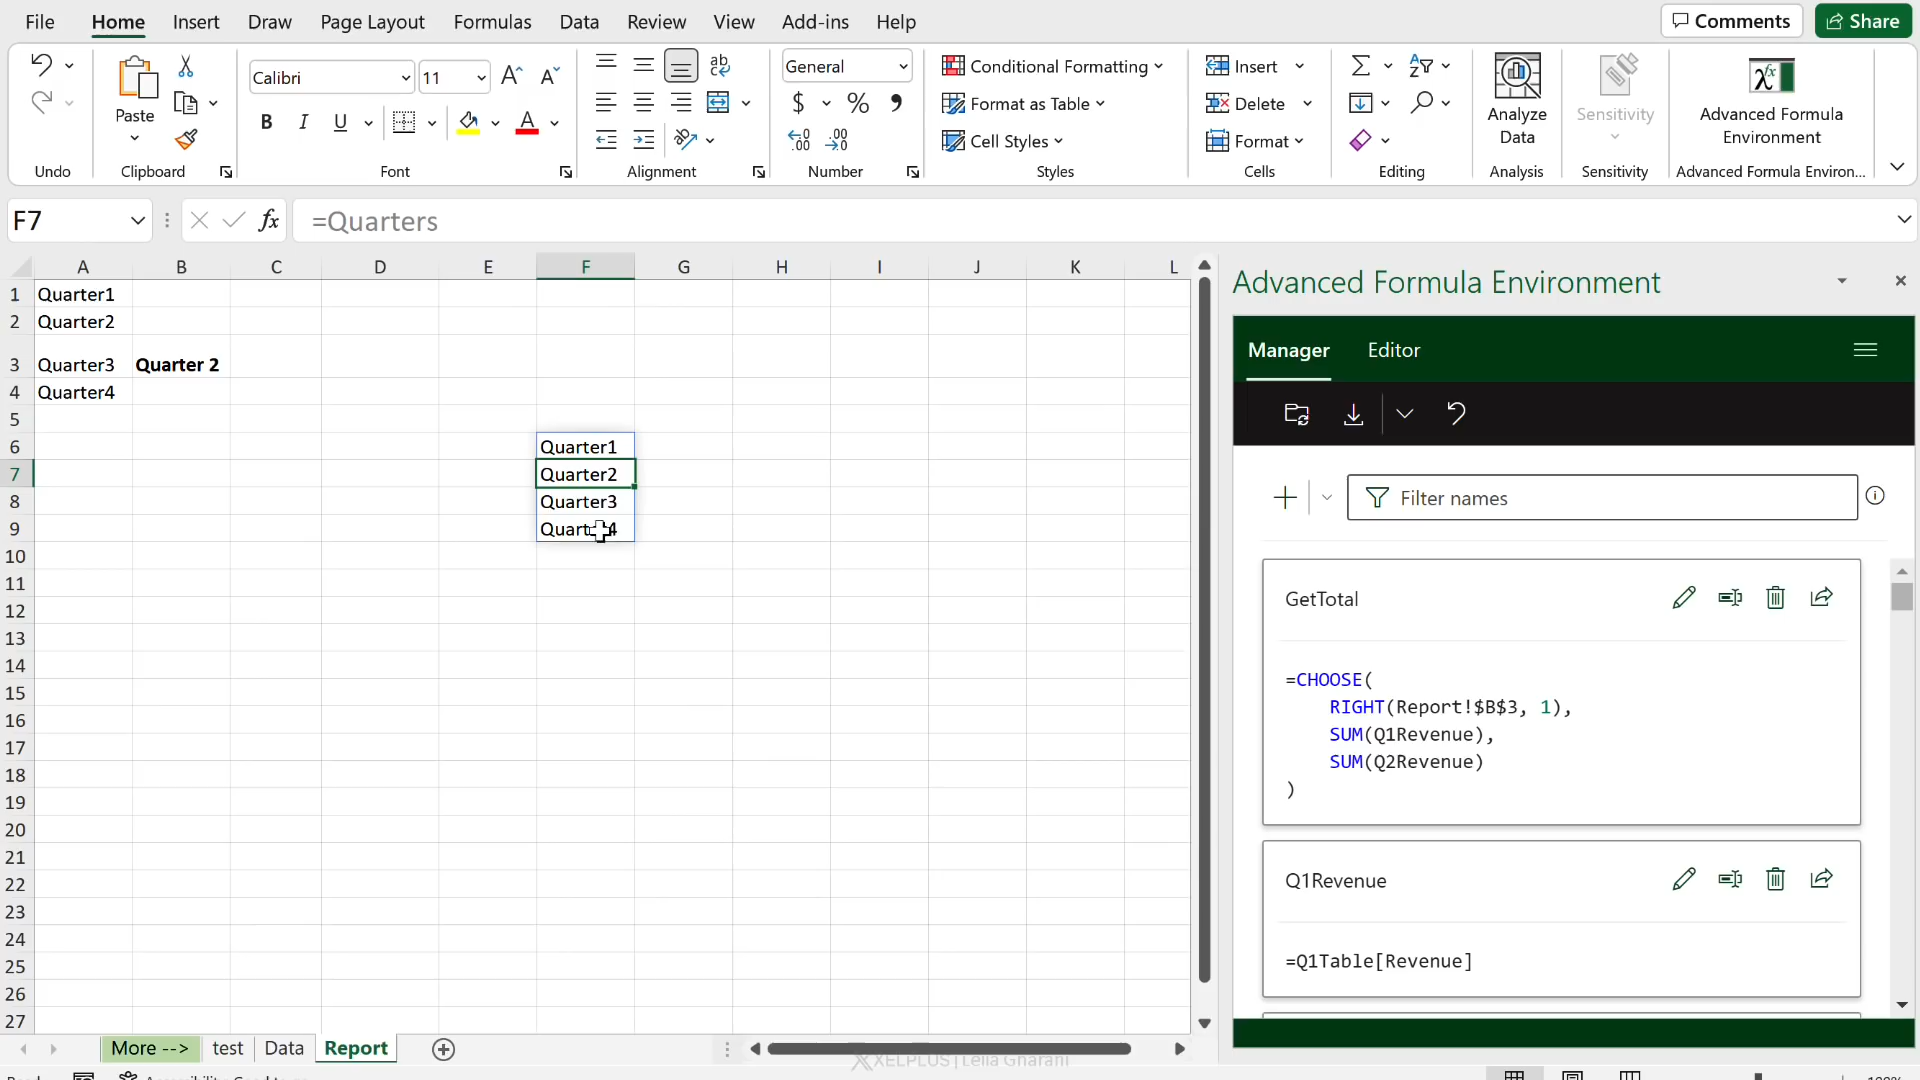 File Home Insert Draw Page Layout Formulas Data Review View Add-ins Help Comments Share
Calibri 11 General Conditional Formatting Insert
Paste Format as Table Delete Analyze Data Sensitivity Advanced Formula Environment
B I U A $ % Cell Styles Format
Undo Clipboard Font Alignment Number Styles Cells Editing Analysis Sensitivity Advanced Formula Environ...
F7 fx =Quarters
A B C D E F G H I J K L
1 Quarter1
2 Quarter2
3 Quarter3 Quarter 2
4 Quarter4
5
6 Quarter1
7 Quarter2
8 Quarter3
9
10
11
12
13
14
15
16
17
18
19
20
21
22
23
24
25
26
27
More --> test Data Report
XELPLUS | Leila Gharani
Advanced Formula Environment
Manager Editor
Filter names
GetTotal
=CHOOSE(
RIGHT(Report!$B$3, 1),
SUM(Q1Revenue),
SUM(Q2Revenue)
)
Q1Revenue
=Q1Table[Revenue]